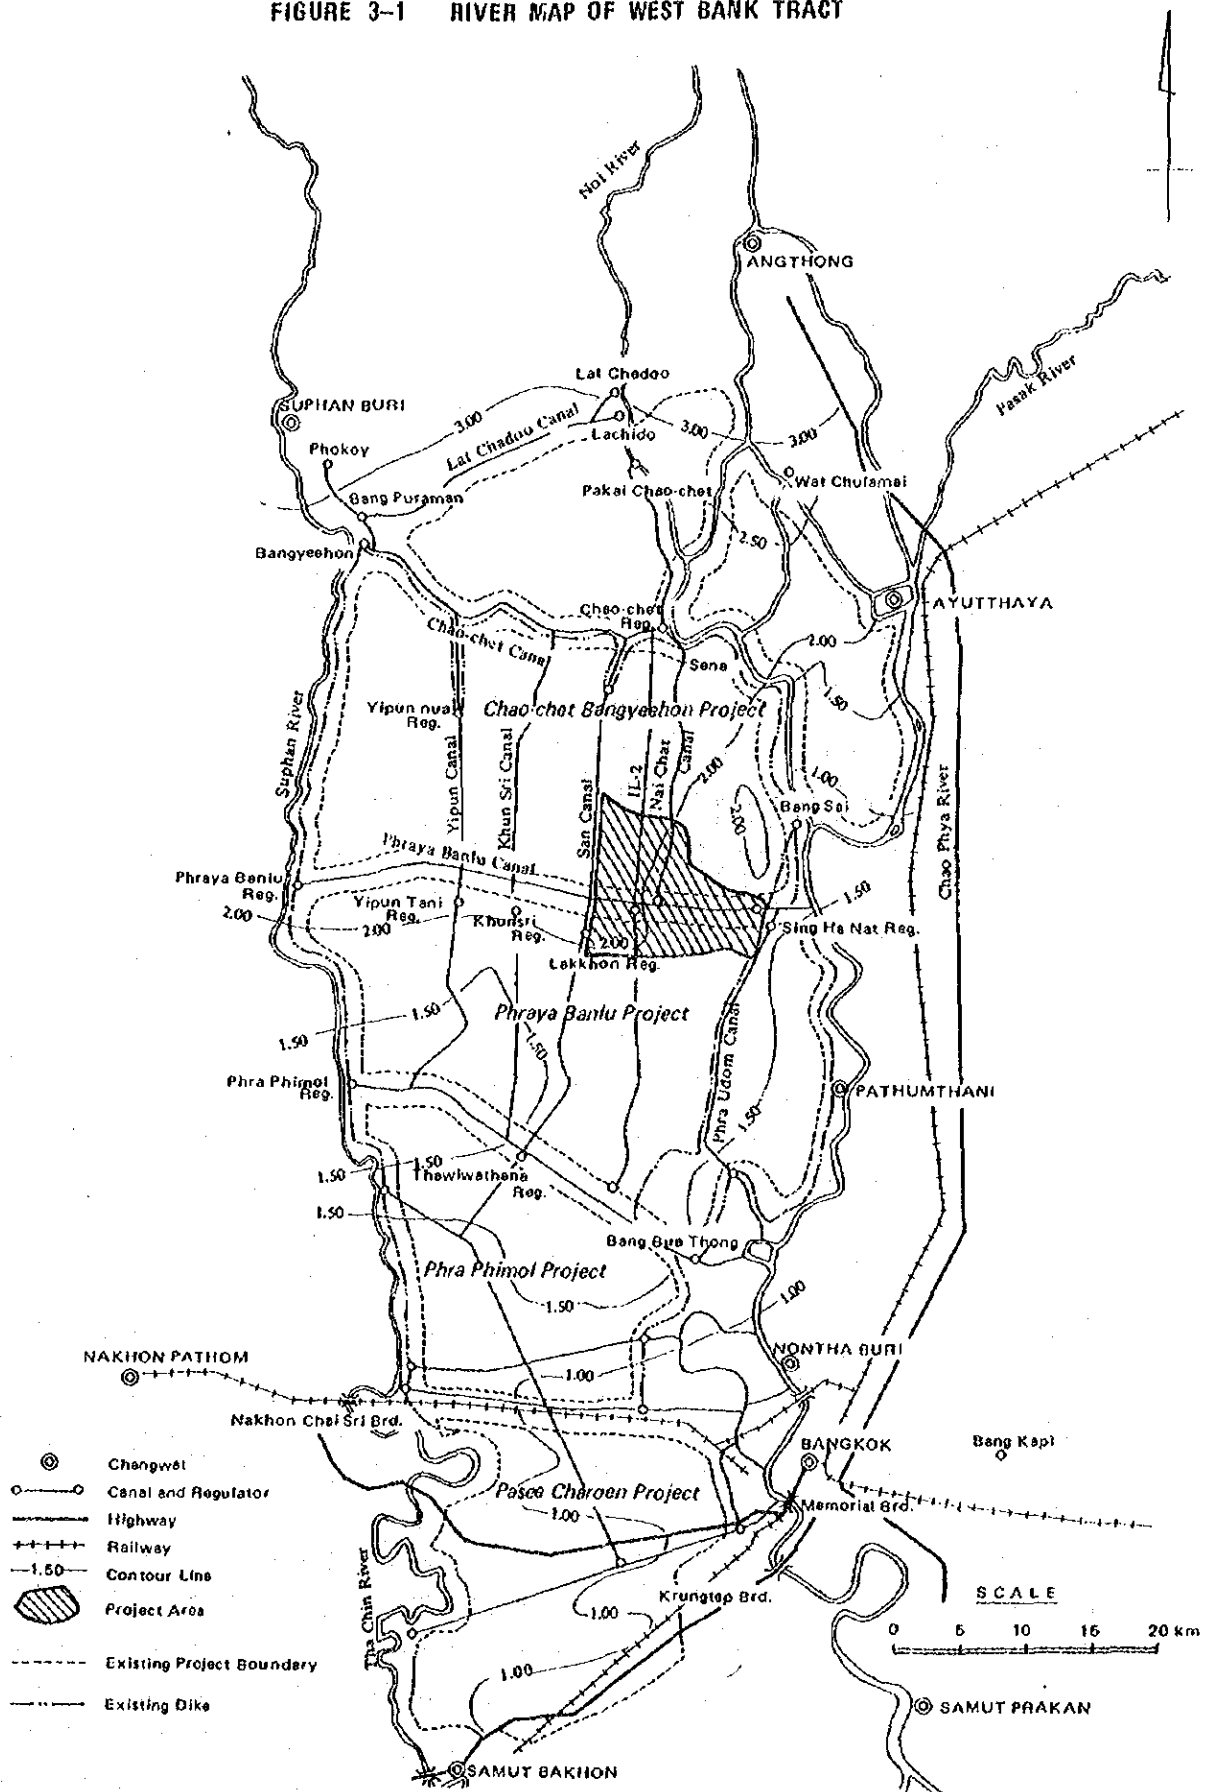 FIGURE 3-1 RIVER MAP OF WEST BANK TRACT
Noi River
ANGTHONG
Pasak River
Lat Chadoo
SUPHAN BURI
3.00
Lat Chadoo Canal
Lachido
3.00
3.00
Phokoy
Bang Puraman
Pakai Chao-chet
Wat Chulamai
2.50
Bangyeehon
AYUTTHAYA
Chao-chet
Reg.
Chao-chet Canal
2.00
Sena
1.50
Suphan River
Yipun nua
Reg.
Chao-chet Bangyeehon Project
Yipun Canal
Khun Sri Canal
San Canal
IL-2
Nai Chat
Canal
2.00
2.00
1.00
Bang Sai
Chao Phya River
Phraya Banlu Canal
Phraya Banlu
Reg.
2.00
2.00
Yipun Tani
Reg.
Khunsri
Reg.
1.50
2.00
Sing Ha Nat Reg.
Lakkhon Reg.
1.50
1.50
Phraya Banlu Project
1.50
Phra Udom Canal
Phra Phimol
Reg.
PATHUMTHANI
1.50
1.50
1.50
Thawiwathana
Reg.
1.50
Bang Bua Thong
Phra Phimol Project
1.50
1.00
NAKHON PATHOM
NONTHA BURI
1.00
Nakhon Chai Sri Brd.
BANGKOK
Bang Kapi
Pasee Charoen Project
1.00
Memorial Brd.
Changwat
Canal and Regulator
Highway
Railway
1.50
Contour Line
Project Area
Existing Project Boundary
Existing Dike
Tha Chin River
Krungtep Brd.
1.00
1.00
SCALE
0 5 10 15 20 km
SAMUT PRAKAN
SAMUT SAKHON